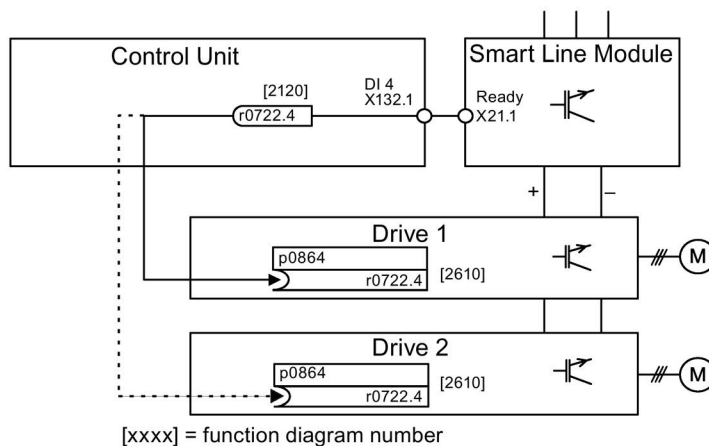 Control Unit
Smart Line Module
[2120]
DI 4
X132.1
Ready
X21.1
r0722.4
+
–
Drive 1
p0864
r0722.4
[2610]
M
Drive 2
p0864
r0722.4
[2610]
M
[xxxx] = function diagram number